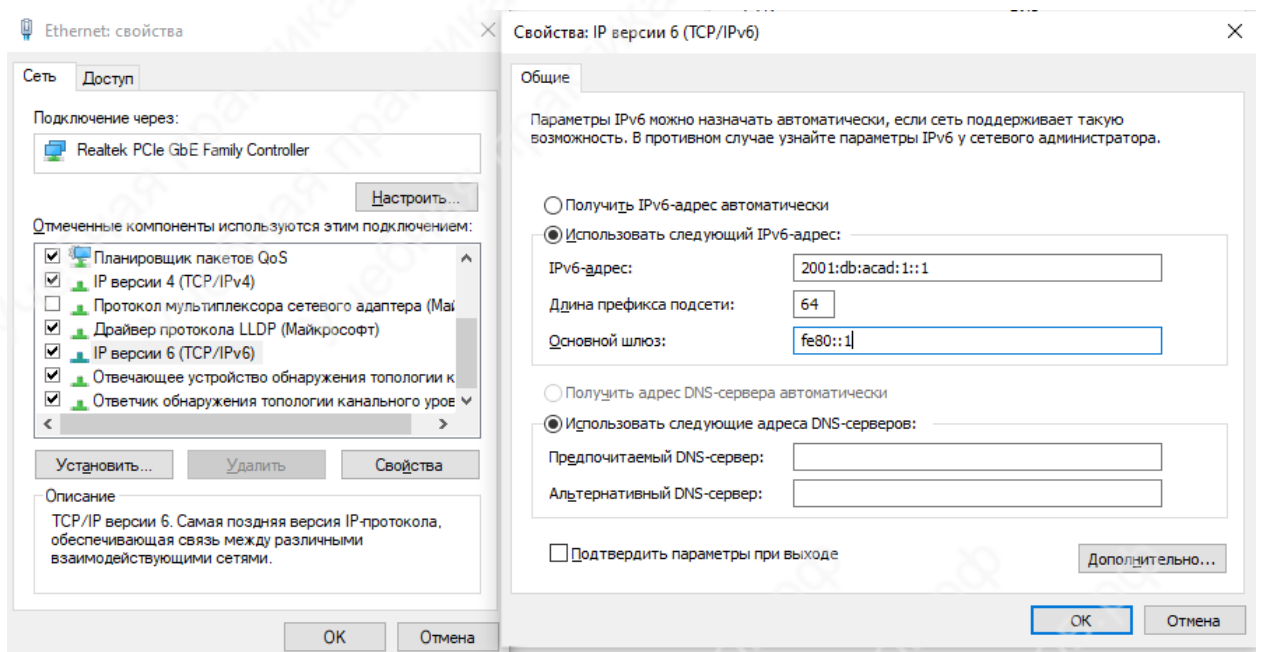 Ethernet: свойства
Сеть
Доступ
Подключение через:
Realtek PCIe GbE Family Controller
Настроить...
Отмеченные компоненты используются этим подключением:
Планировщик пакетов QoS
IP версии 4 (TCP/IPv4)
Протокол мультиплексора сетевого адаптера (Май
Драйвер протокола LLDP (Майкрософт)
IP версии 6 (TCP/IPv6)
Отвечающее устройство обнаружения топологии к
Ответчик обнаружения топологии канального уров
Установить...
Удалить
Свойства
Описание
TCP/IP версии 6. Самая поздняя версия IP-протокола,
обеспечивающая связь между различными
взаимодействующими сетями.
OK
Отмена
Свойства: IP версии 6 (TCP/IPv6)
Общие
Параметры IPv6 можно назначать автоматически, если сеть поддерживает такую
возможность. В противном случае узнайте параметры IPv6 у сетевого администратора.
Получить IPv6-адрес автоматически
Использовать следующий IPv6-адрес:
IPv6-адрес:
2001:db:acad:1::1
Длина префикса подсети:
64
Основной шлюз:
fe80::1
Получить адрес DNS-сервера автоматически
Использовать следующие адреса DNS-серверов:
Предпочитаемый DNS-сервер:
Альтернативный DNS-сервер:
Подтвердить параметры при выходе
Дополнительно...
OK
Отмена